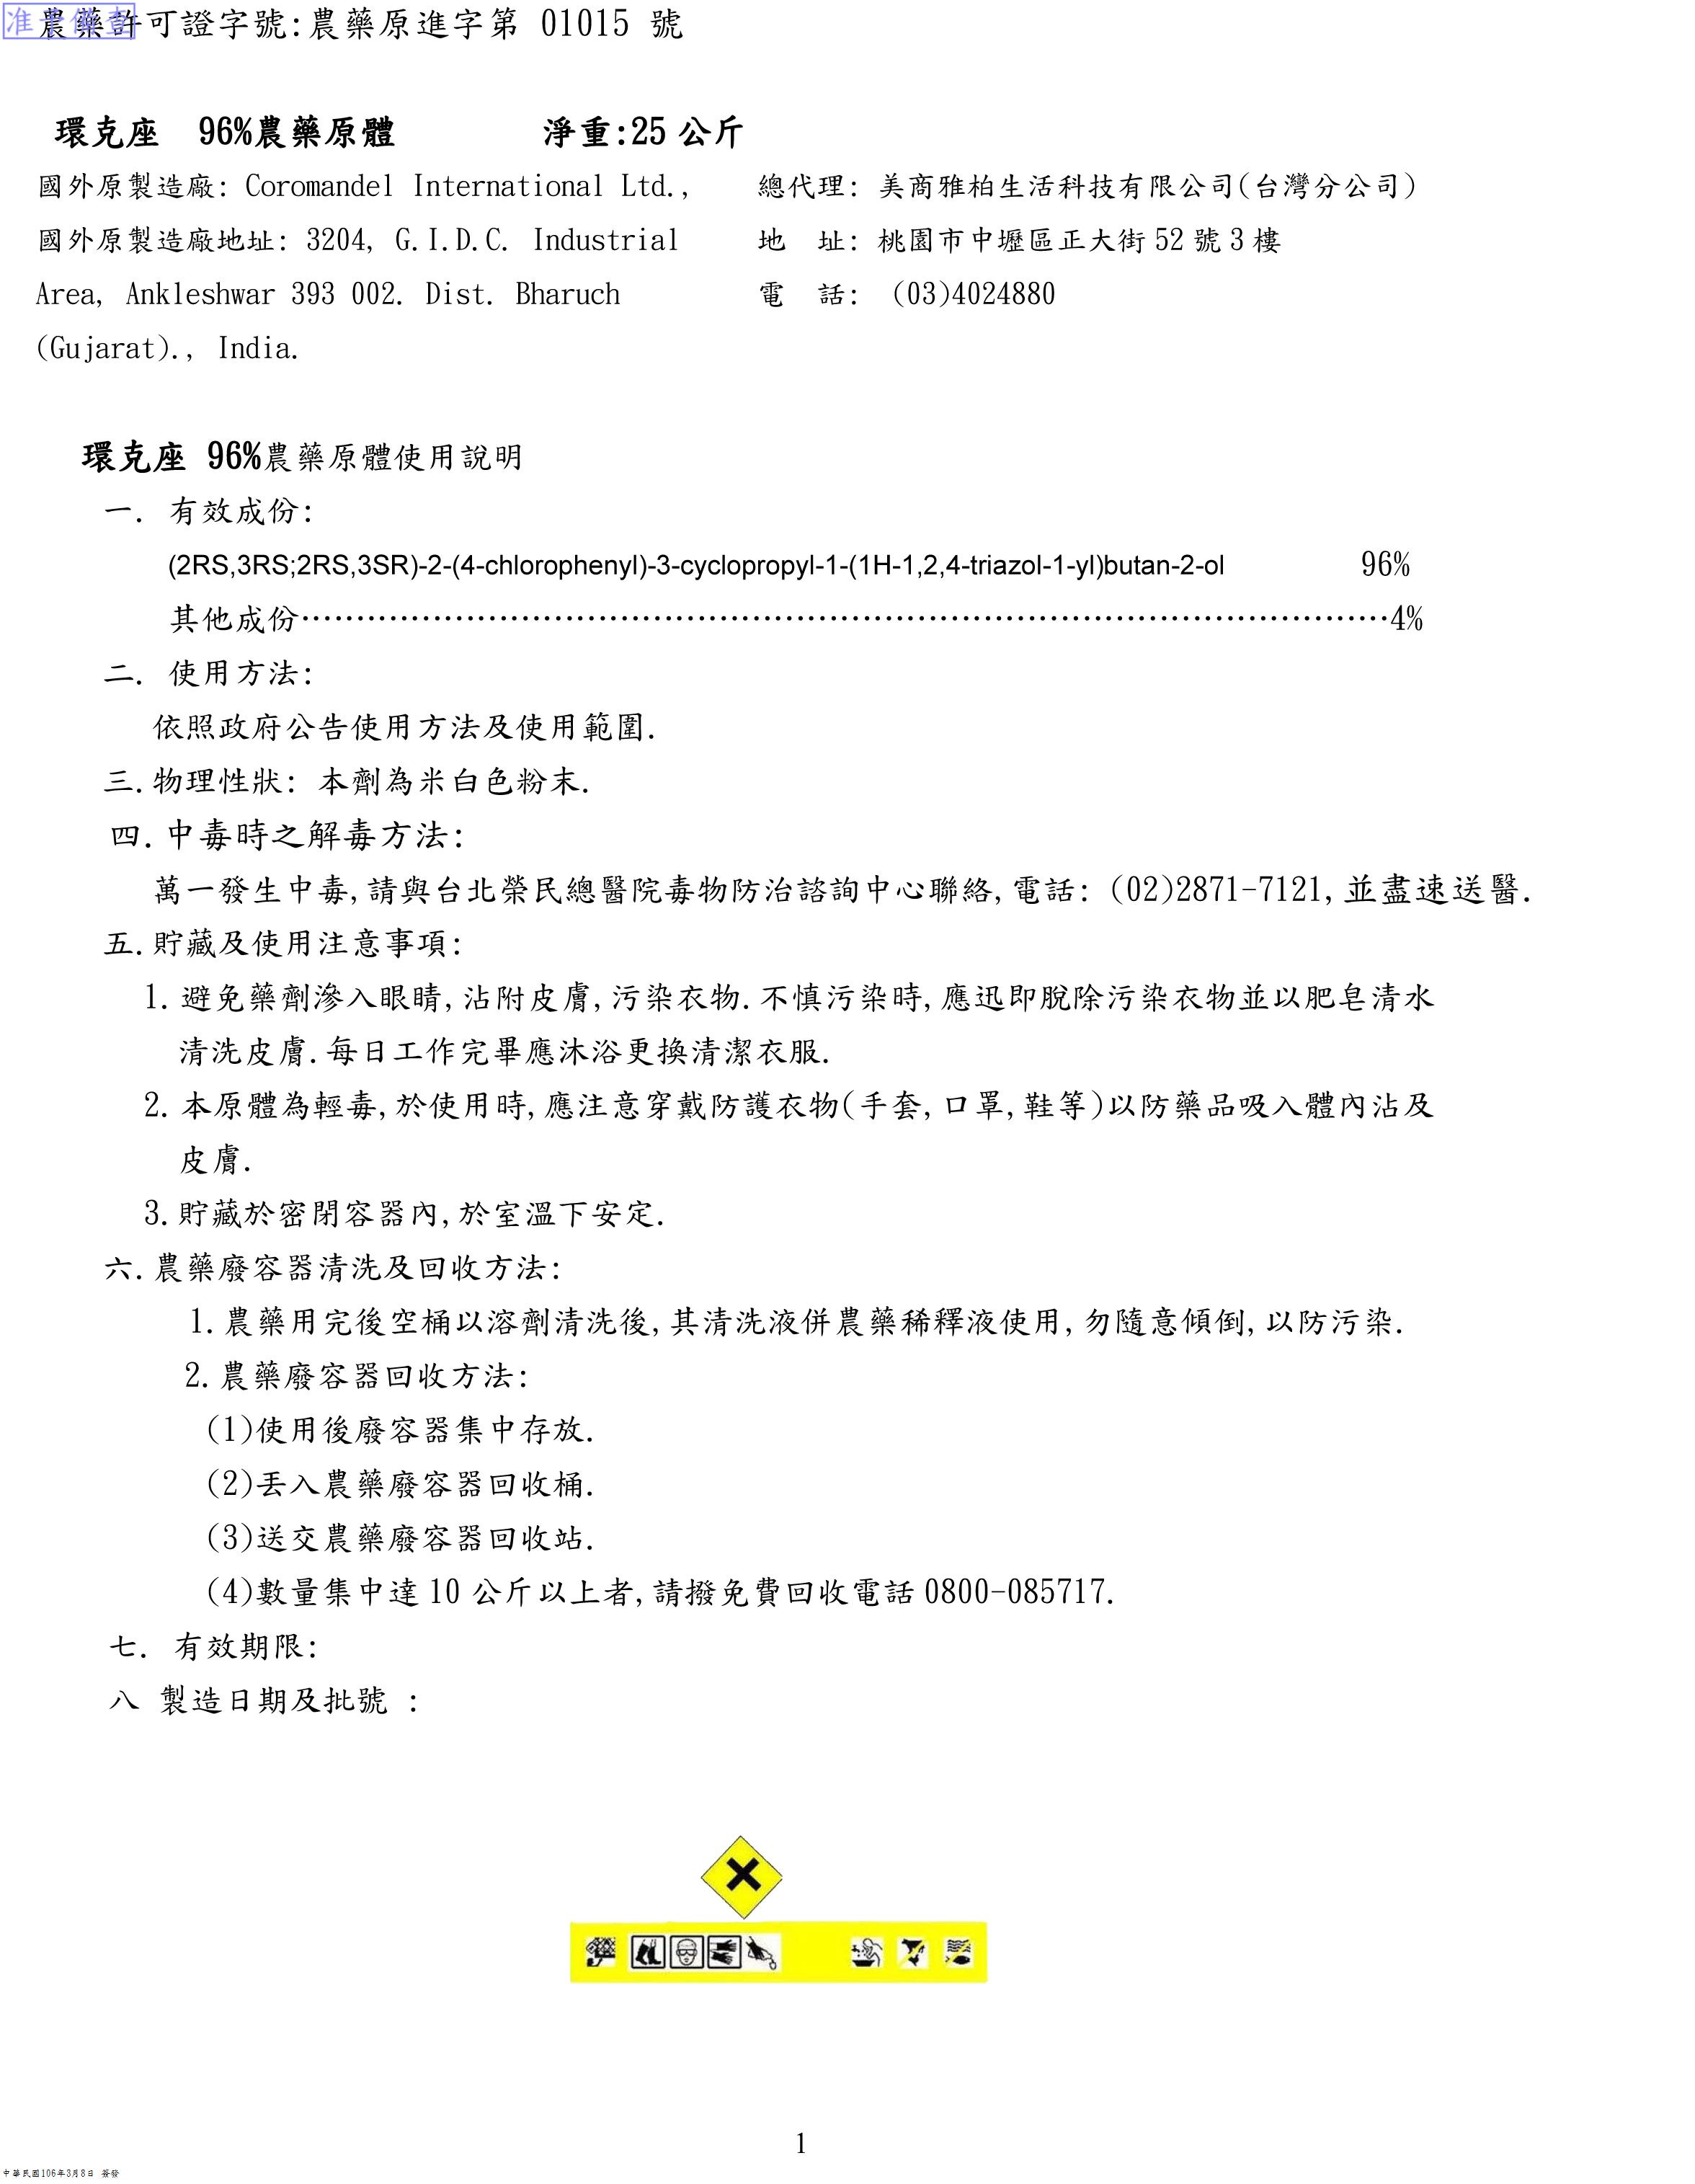 准予備查
農藥許可證字號:農藥原進字第 01015 號
環克座 96%農藥原體 淨重:25 公斤
國外原製造廠: Coromandel International Ltd., 總代理: 美商雅柏生活科技有限公司(台灣分公司)
國外原製造廠地址: 3204, G.I.D.C. Industrial 地 址: 桃園市中壢區正大街 52 號 3 樓
Area, Ankleshwar 393 002. Dist. Bharuch 電 話: (03)4024880
(Gujarat)., India.
環克座 96%農藥原體使用說明
一. 有效成份:
(2RS,3RS;2RS,3SR)-2-(4-chlorophenyl)-3-cyclopropyl-1-(1H-1,2,4-triazol-1-yl)butan-2-ol 96%
其他成份………………………………………………………………………………………4%
二. 使用方法:
依照政府公告使用方法及使用範圍.
三.物理性狀: 本劑為米白色粉末.
四.中毒時之解毒方法:
萬一發生中毒,請與台北榮民總醫院毒物防治諮詢中心聯絡,電話: (02)2871-7121,並盡速送醫.
五.貯藏及使用注意事項:
1.避免藥劑滲入眼睛,沾附皮膚,污染衣物.不慎污染時,應迅即脫除污染衣物並以肥皂清水
清洗皮膚.每日工作完畢應沐浴更換清潔衣服.
2.本原體為輕毒,於使用時,應注意穿戴防護衣物(手套,口罩,鞋等)以防藥品吸入體內沾及
皮膚.
3.貯藏於密閉容器內,於室溫下安定.
六.農藥廢容器清洗及回收方法:
1.農藥用完後空桶以溶劑清洗後,其清洗液併農藥稀釋液使用,勿隨意傾倒,以防污染.
2.農藥廢容器回收方法:
(1)使用後廢容器集中存放.
(2)丟入農藥廢容器回收桶.
(3)送交農藥廢容器回收站.
(4)數量集中達 10 公斤以上者,請撥免費回收電話 0800-085717.
七. 有效期限:
八 製造日期及批號 :
1
中華民國106年3月8日 簽發